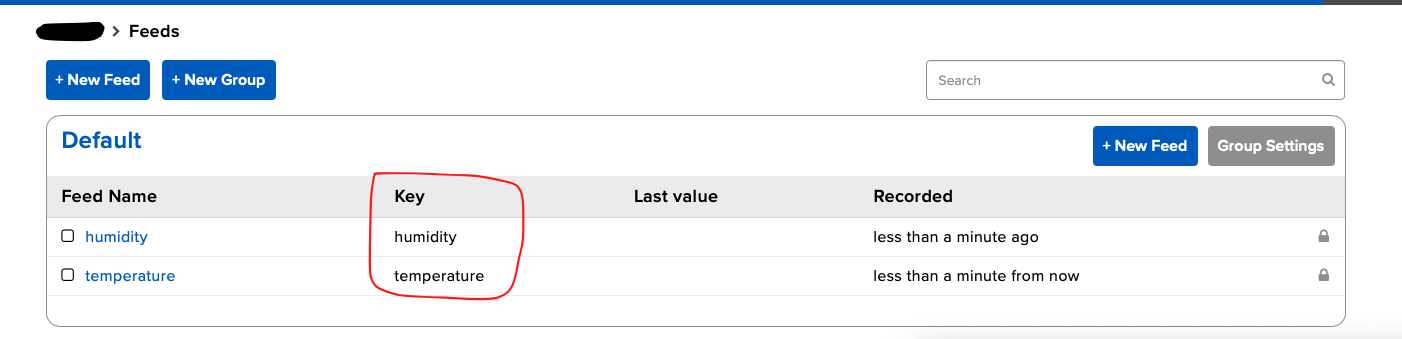 > Feeds
+ New Feed + New Group Search
Default + New Feed Group Settings
Feed Name Key Last value Recorded
humidity humidity less than a minute ago
temperature temperature less than a minute from now